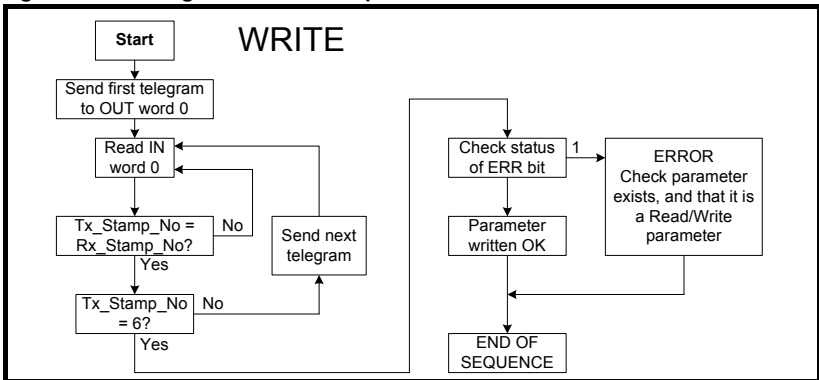 Start
WRITE
Send first telegram
to OUT word 0
Read IN
word 0
Tx_Stamp_No =
Rx_Stamp_No?
No
Yes
Send next
telegram
Tx_Stamp_No
= 6?
No
Yes
Check status
of ERR bit
1
ERROR
Check parameter
exists, and that it is
a Read/Write
parameter
Parameter
written OK
END OF
SEQUENCE